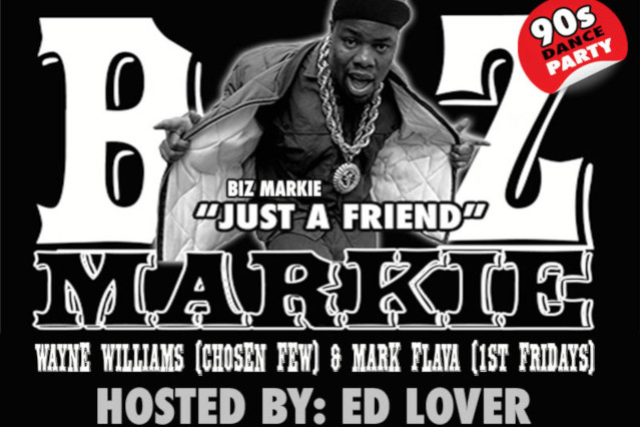 B Z
90s
DANCE
PARTY
BIZ MARKIE
"JUST A FRIEND"
MARKIE
WAYNE WILLIAMS (CHOSEN FEW) & MARK FLAVA (1ST FRIDAYS)
HOSTED BY: ED LOVER